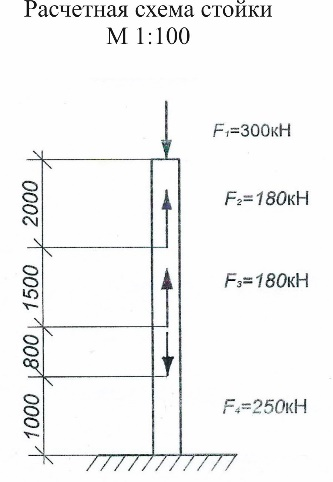 Расчетная схема стойки
М 1:100
F₁=300кН
2000
F₂=180кН
1500
F₃=180кН
800
1000
F₄=250кН